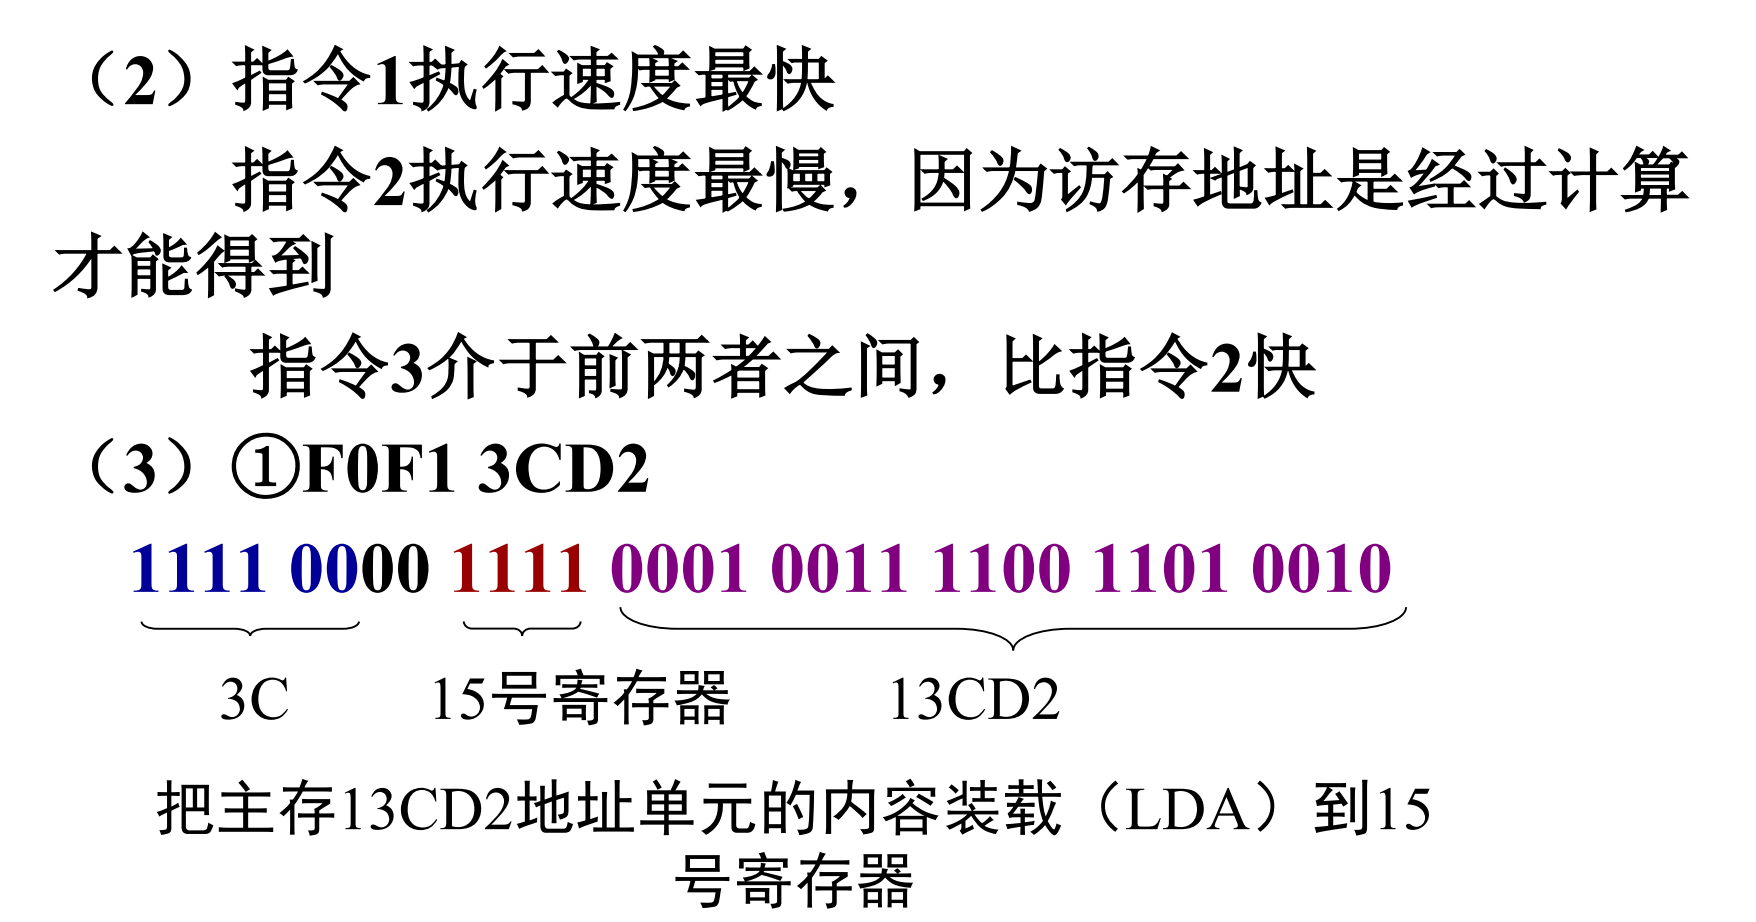 （2）指令1执行速度最快
指令2执行速度最慢，因为访存地址是经过计算
才能得到
指令3介于前两者之间，比指令2快
（3）①F0F1 3CD2
1111 0000 1111 0001 0011 1100 1101 0010
3C 15号寄存器 13CD2
把主存13CD2地址单元的内容装载（LDA）到15
号寄存器